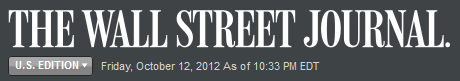 THE WALL STREET JOURNAL.
U.S. EDITION Friday, October 12, 2012 As of 10:33 PM EDT